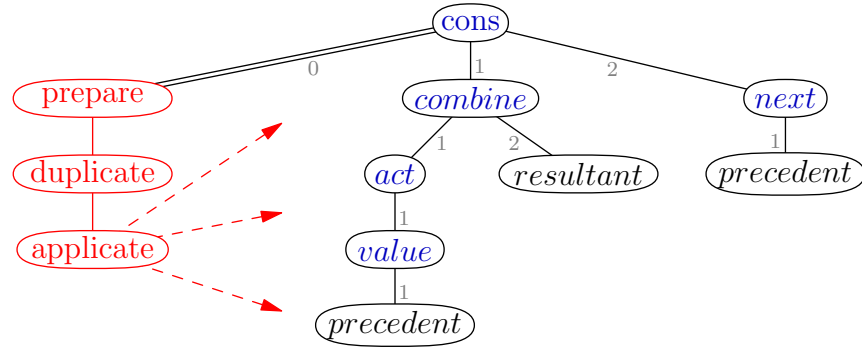 cons
0 1 2
prepare combine next
1 2 1
duplicate act resultant precedent
1
applicate value
1
precedent